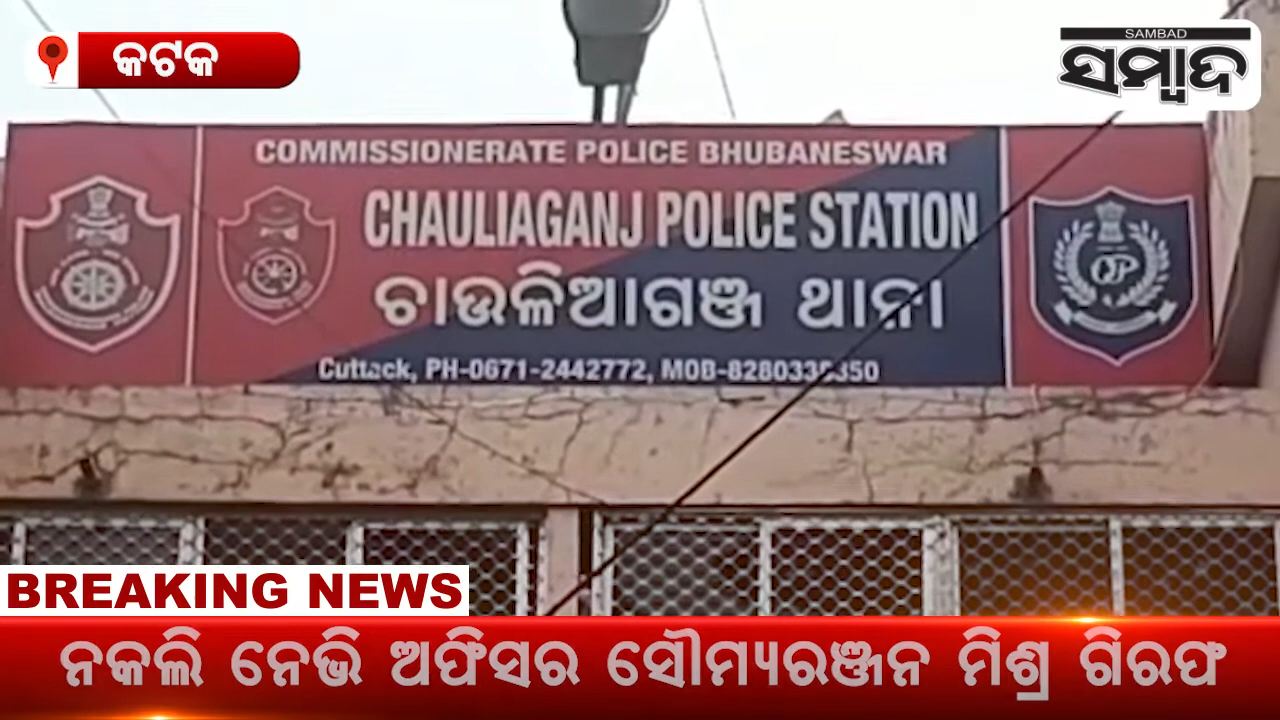 କଟକ
SAMBAD
ସମ୍ବାଦ
COMMISSIONERATE POLICE BHUBANESWAR
CHAULIAGANJ POLICE STATION
ଚାଉଳିଆଗଞ୍ଜ ଥାନା
Cuttack, PH-0671-2442772,
BREAKING NEWS
ନକଲି ନେଭି ଅଫିସର ସୌମ୍ୟରଞ୍ଜନ ମିଶ୍ର ଗିରଫ